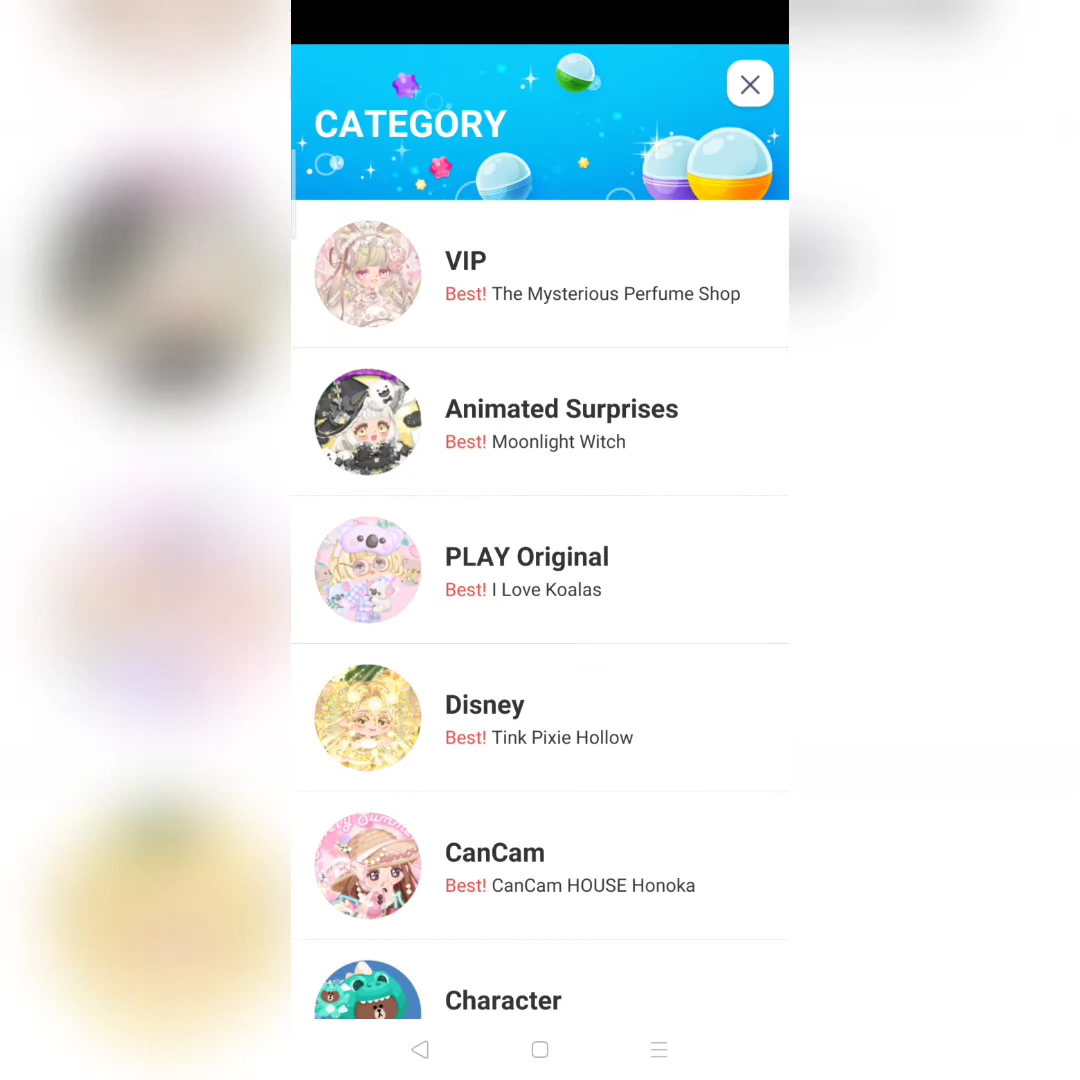 CATEGORY
VIP
Best! The Mysterious Perfume Shop
Animated Surprises
Best! Moonlight Witch
PLAY Original
Best! I Love Koalas
Disney
Best! Tink Pixie Hollow
CanCam
Best! CanCam HOUSE Honoka
Character